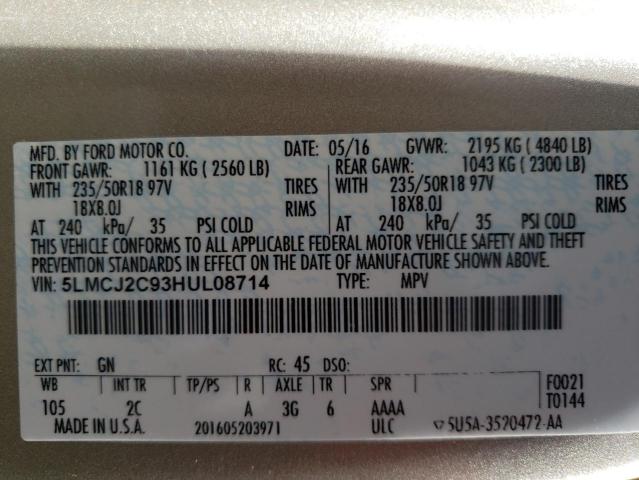 MFD. BY FORD MOTOR CO. DATE: 05/16 GVWR: 2195 KG ( 4840 LB)
FRONT GAWR: 1161 KG ( 2560 LB) REAR GAWR: 1043 KG ( 2300 LB)
WITH 235/50R18 97V TIRES WITH 235/50R18 97V TIRES
18X8.0J RIMS 18X8.0J RIMS
AT 240 kPa/ 35 PSI COLD AT 240 kPa/ 35 PSI COLD
THIS VEHICLE CONFORMS TO ALL APPLICABLE FEDERAL MOTOR VEHICLE SAFETY AND THEFT
PREVENTION STANDARDS IN EFFECT ON THE DATE OF MANUFACTURE SHOWN ABOVE.
VIN: 5LMCJ2C93HUL08714 TYPE: MPV
EXT PNT: GN RC: 45 DSO:
WB INT TR TP/PS R AXLE TR SPR F0021
105 2C A 3G 6 AAAA T0144
MADE IN U.S.A. 201605203971 ULC 5U5A-3520472-AA